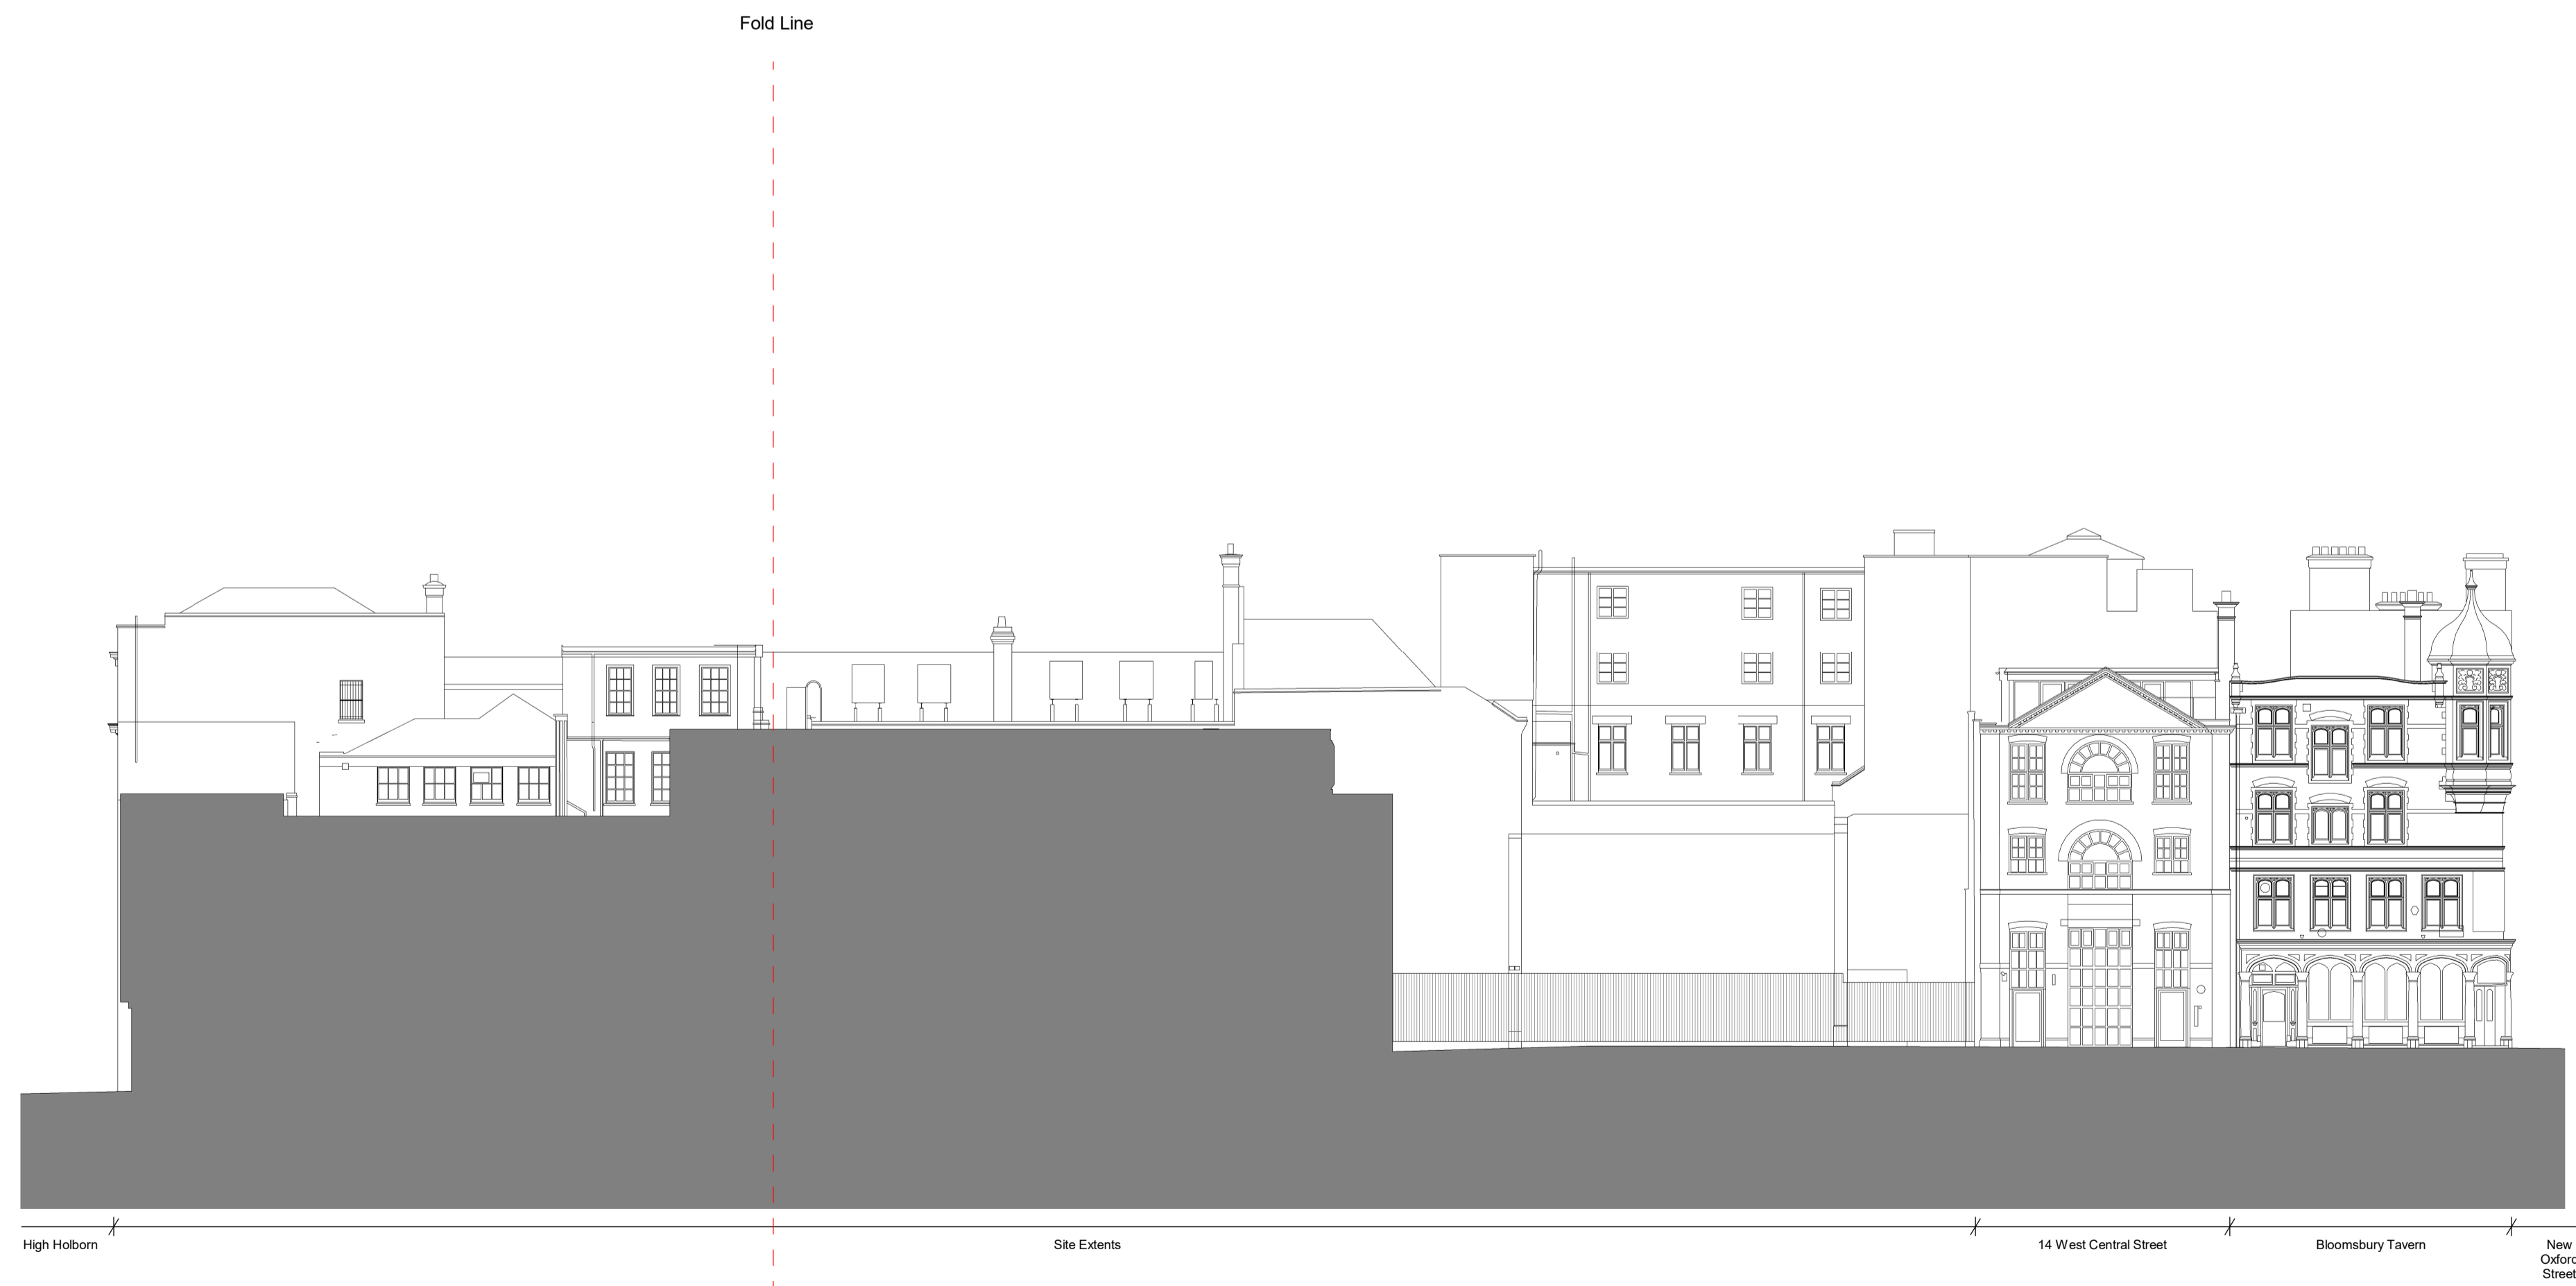 Fold Line
High Holborn
Site Extents
14 West Central Street
Bloomsbury Tavern
New
Oxford
Street